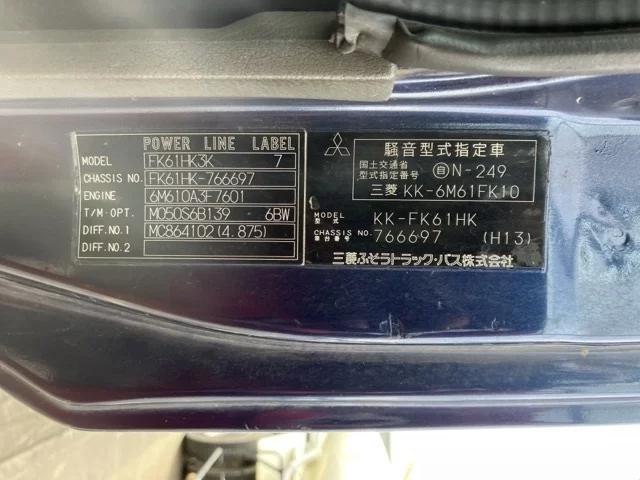 POWER LINE LABEL
MODEL FK61HK3K 7
CHASSIS NO. FK61HK-766697
ENGINE 6M610A3F7601
T/M·OPT. M050S6B139 6BW
DIFF.NO.1 MC864102(4.875)
DIFF.NO.2
騒音型式指定車
国土交通省
型式指定番号 自N-249
三菱 KK-6M61FK10
MODEL
型式 KK-FK61HK
CHASSIS NO.
車台番号 766697 (H13)
三菱ふそうトラック・バス株式会社